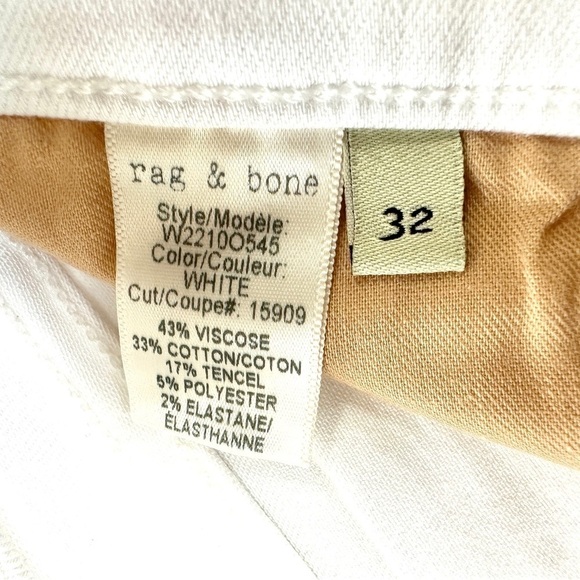 rag & bone
Style/Modèle:
W2210O545
Color/Couleur:
WHITE
Cut/Coupe#: 15909
43% VISCOSE
33% COTTON/COTON
17% TENCEL
5% POLYESTER
2% ELASTANE/
ÉLASTHANNE
32